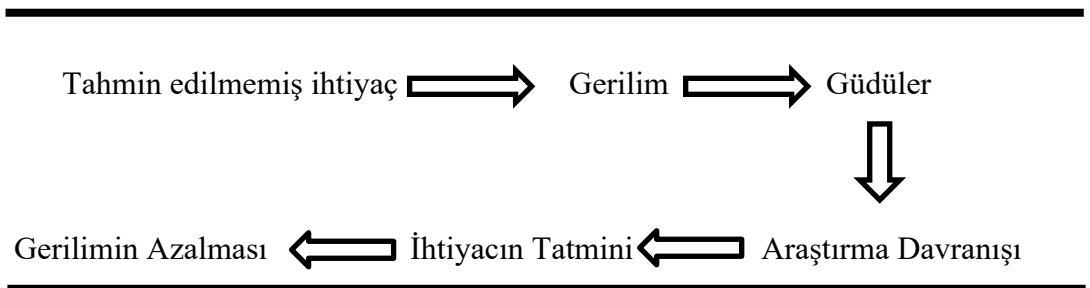 Tahmin edilmemiş ihtiyaç Gerilim Güdüler
Gerilimin Azalması İhtiyacın Tatmini Araştırma Davranışı